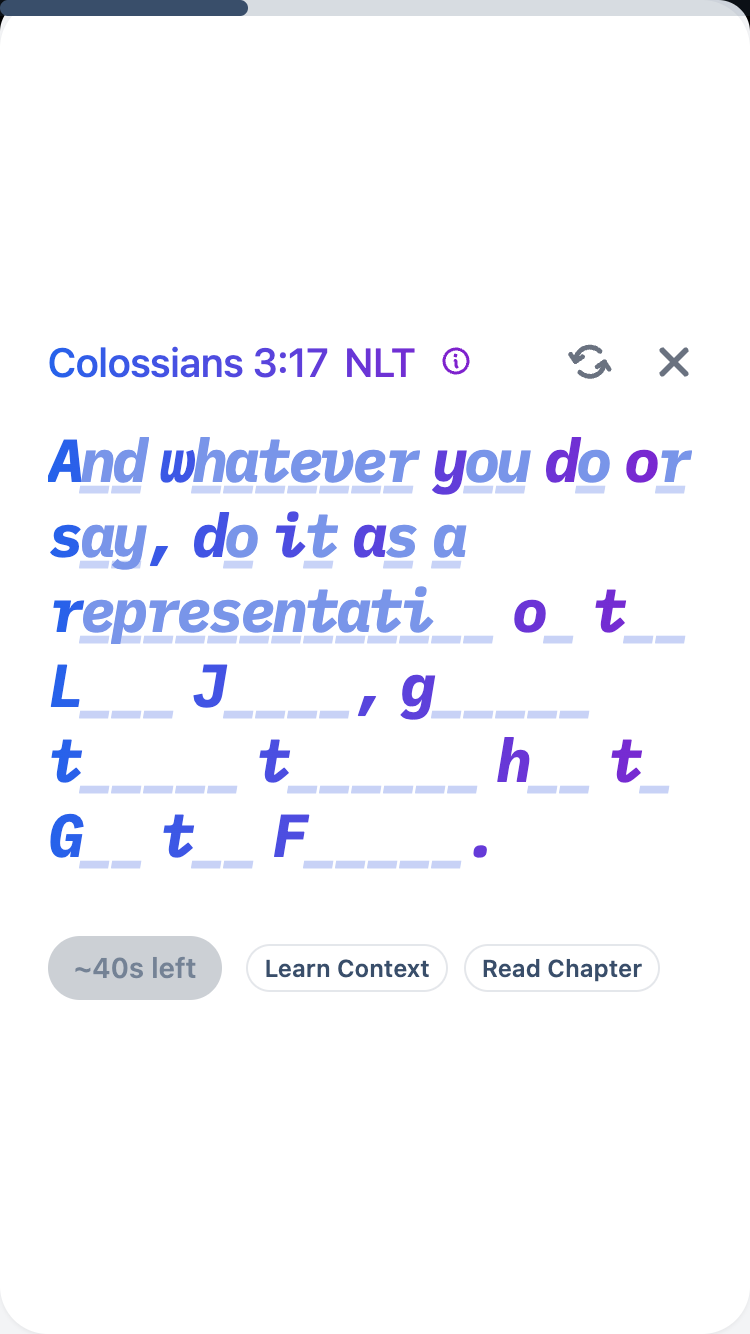 Colossians 3:17 NLT
And whatever you do or
say, do it as a
representati__ o_ t__
L___ J____, g_____
t_____ t______ h__ t_
G__ t__ F_____.
~40s left Learn Context Read Chapter